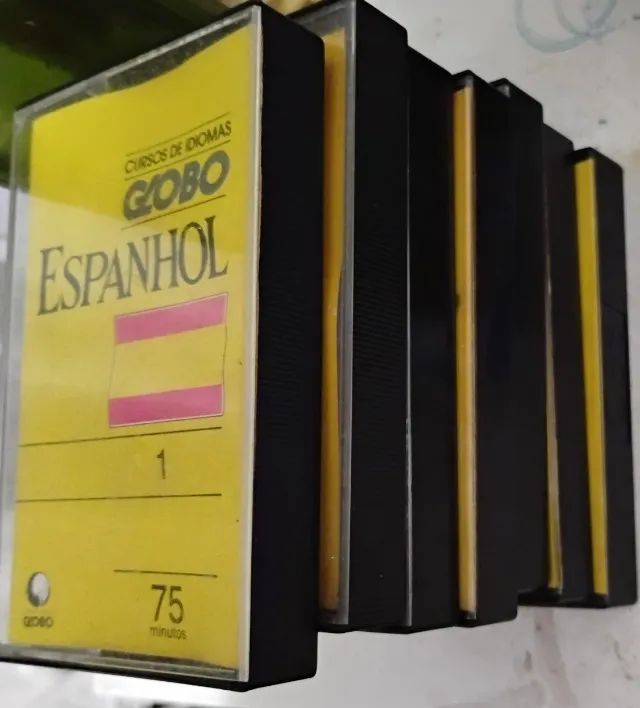 CURSOS DE IDIOMAS
GLOBO
ESPANHOL
1
75
minutos
GLOBO